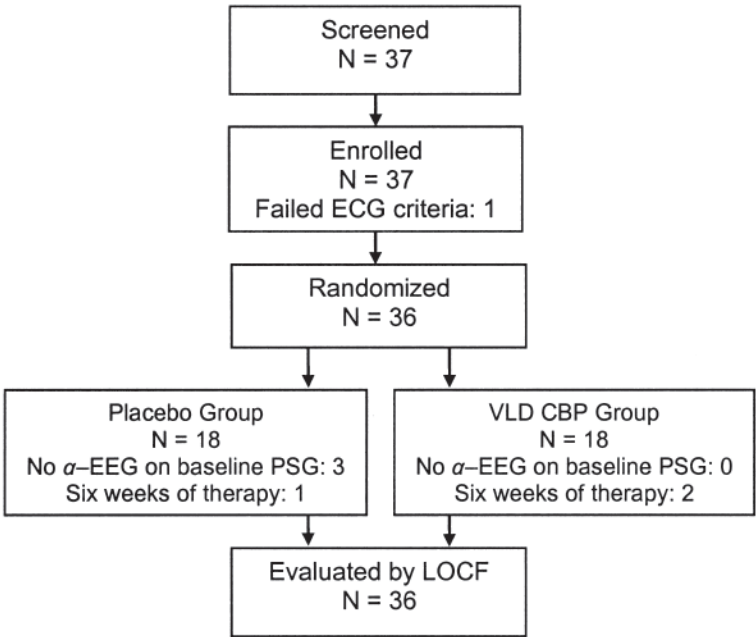 Screened
N = 37
Enrolled
N = 37
Failed ECG criteria: 1
Randomized
N = 36
Placebo Group
N = 18
No α–EEG on baseline PSG: 3
Six weeks of therapy: 1
VLD CBP Group
N = 18
No α–EEG on baseline PSG: 0
Six weeks of therapy: 2
Evaluated by LOCF
N = 36